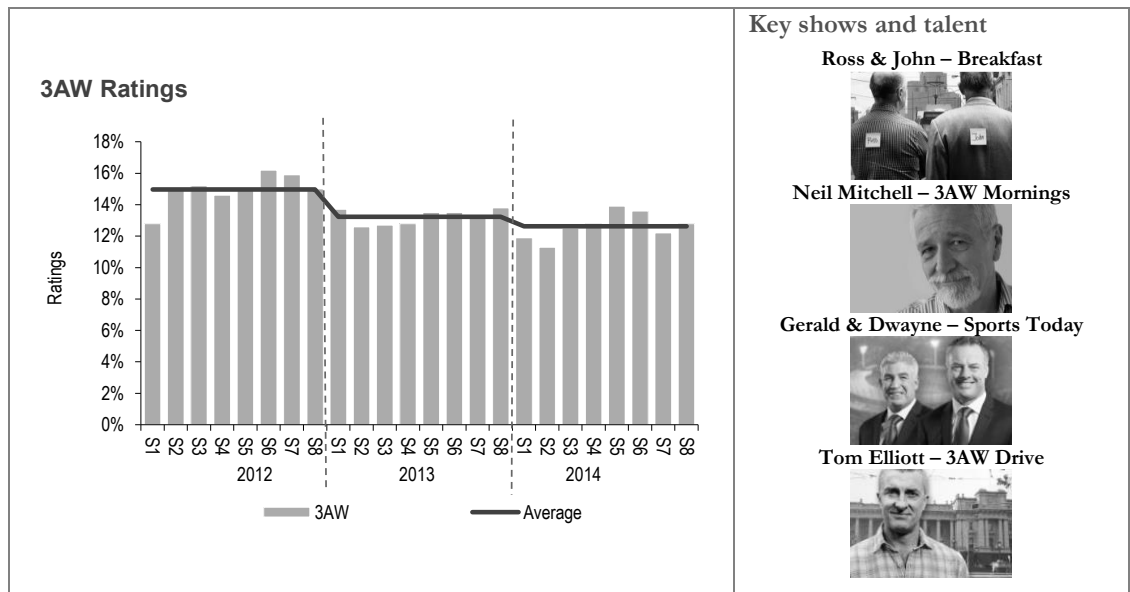 3AW Ratings
18%
16%
14%
12%
10%
8%
6%
4%
2%
0%
Ratings
S1 S2 S3 S4 S5 S6 S7 S8 S1 S2 S3 S4 S5 S6 S7 S8 S1 S2 S3 S4 S5 S6 S7 S8
2012 2013 2014
3AW Average
Key shows and talent
Ross & John – Breakfast
John
Neil Mitchell – 3AW Mornings
Gerald & Dwayne – Sports Today
Tom Elliott – 3AW Drive